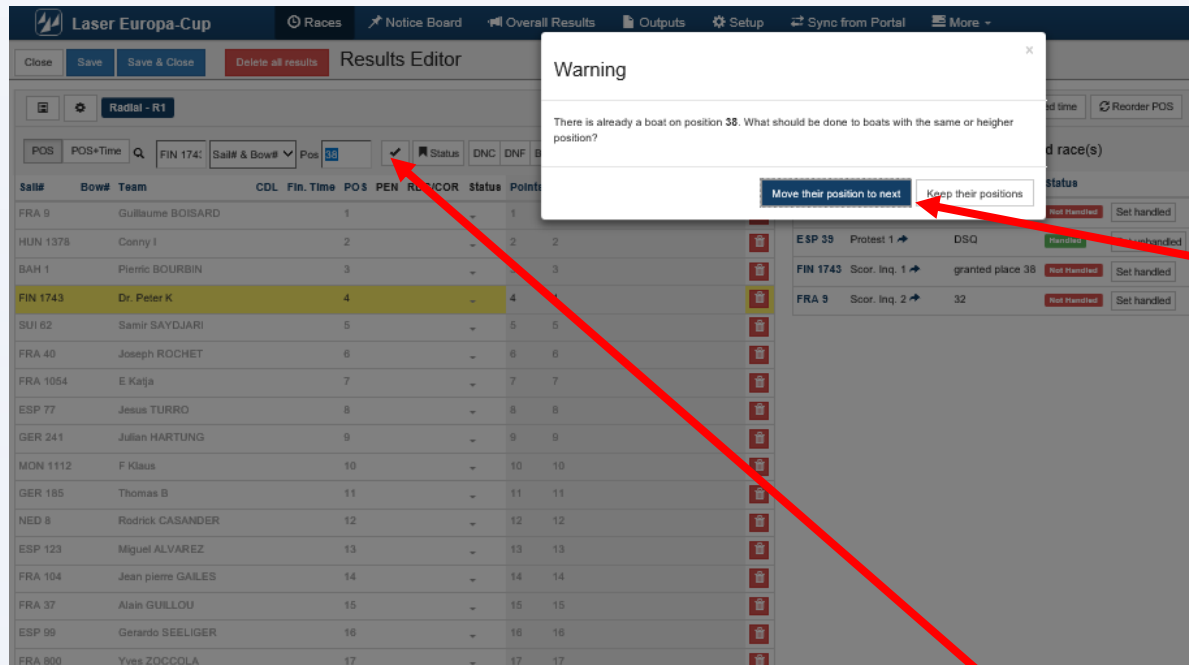 Laser Europa-Cup Races Notice Board Overall Results Outputs Setup Sync from Portal More
Close Save Save & Close Delete all results Results Editor
×
Warning
There is already a boat on position 38. What should be done to boats with the same or heigher
position?
Move their position to next Keep their positions
Radial - R1
ed time Reorder POS
POS POS+Time FIN 174 Sail# & Bow# Pos 38 Status DNC DNF
d race(s)
Sail# Bow# Team CDL Fin. Time POS PEN RDG/COR Status Points
Status
FRA 9 Guillaume BOISARD 1 1
Not Handled Set handled
HUN 1378 Conny I 2 2 2
ESP 39 Protest 1 DSQ Handled Set unhandled
BAH 1 Pierric BOURBIN 3 3
FIN 1743 Scor. Inq. 1 granted place 38 Not Handled Set handled
FIN 1743 Dr. Peter K 4 4
FRA 9 Scor. Inq. 2 32 Not Handled Set handled
SUI 62 Samir SAYDJARI 5 5 5
FRA 40 Joseph ROCHET 6 6 6
FRA 1054 E Katja 7 7 7
ESP 77 Jesus TURRO 8 8 8
GER 241 Julian HARTUNG 9 9 9
MON 1112 F Klaus 10 10 10
GER 185 Thomas B 11 11 11
NED 8 Rodrick CASANDER 12 12 12
ESP 123 Miguel ALVAREZ 13 13 13
FRA 104 Jean pierre GAILES 14 14 14
FRA 37 Alain GUILLOU 15 15 15
ESP 99 Gerardo SEELIGER 16 16 16
FRA 800 Yves ZOCCOLA 17 17 17